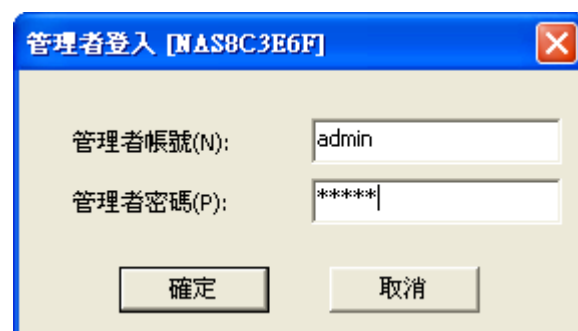 管理者登入 [NAS8C3E6F]
管理者帳號(N): admin
管理者密碼(P): *****
確定 取消